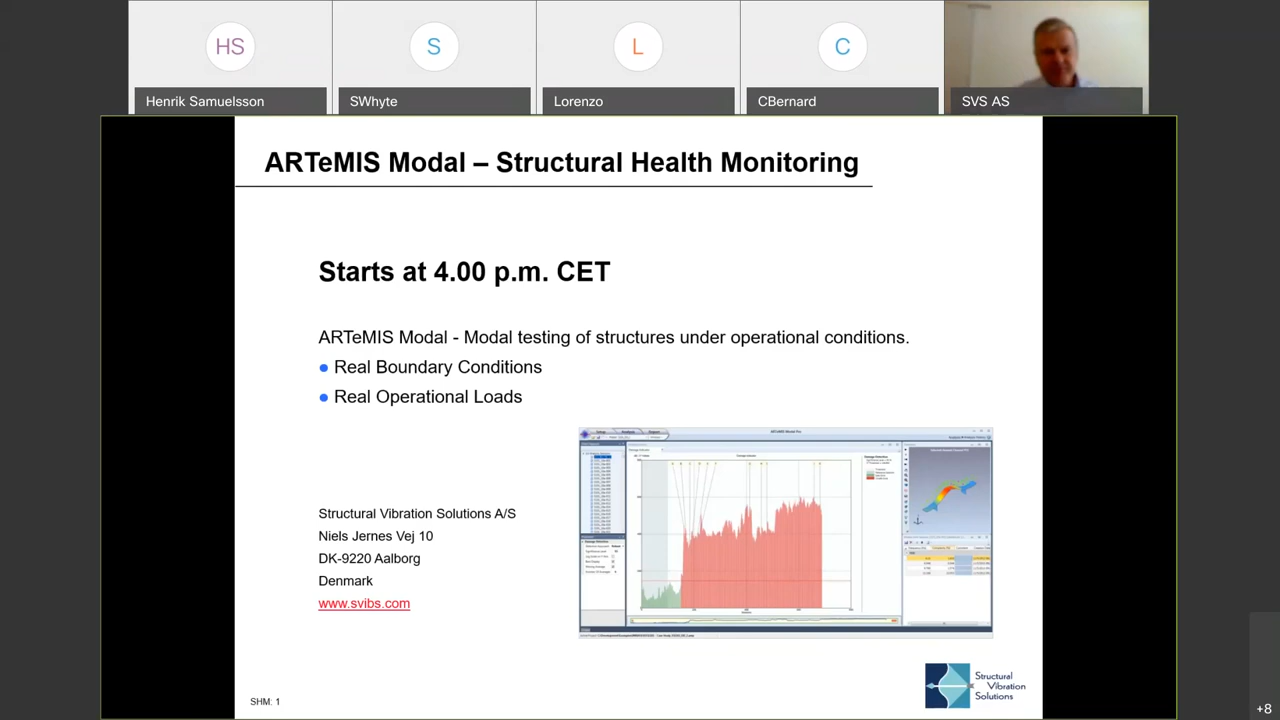 HS
S
L
C
Henrik Samuelsson
SWhyte
Lorenzo
CBernard
SVS AS
ARTeMIS Modal – Structural Health Monitoring
Starts at 4.00 p.m. CET
ARTeMIS Modal - Modal testing of structures under operational conditions.
Real Boundary Conditions
Real Operational Loads
Structural Vibration Solutions A/S
Niels Jernes Vej 10
DK-9220 Aalborg
Denmark
www.svibs.com
Structural
Vibration
Solutions
SHM: 1
+8